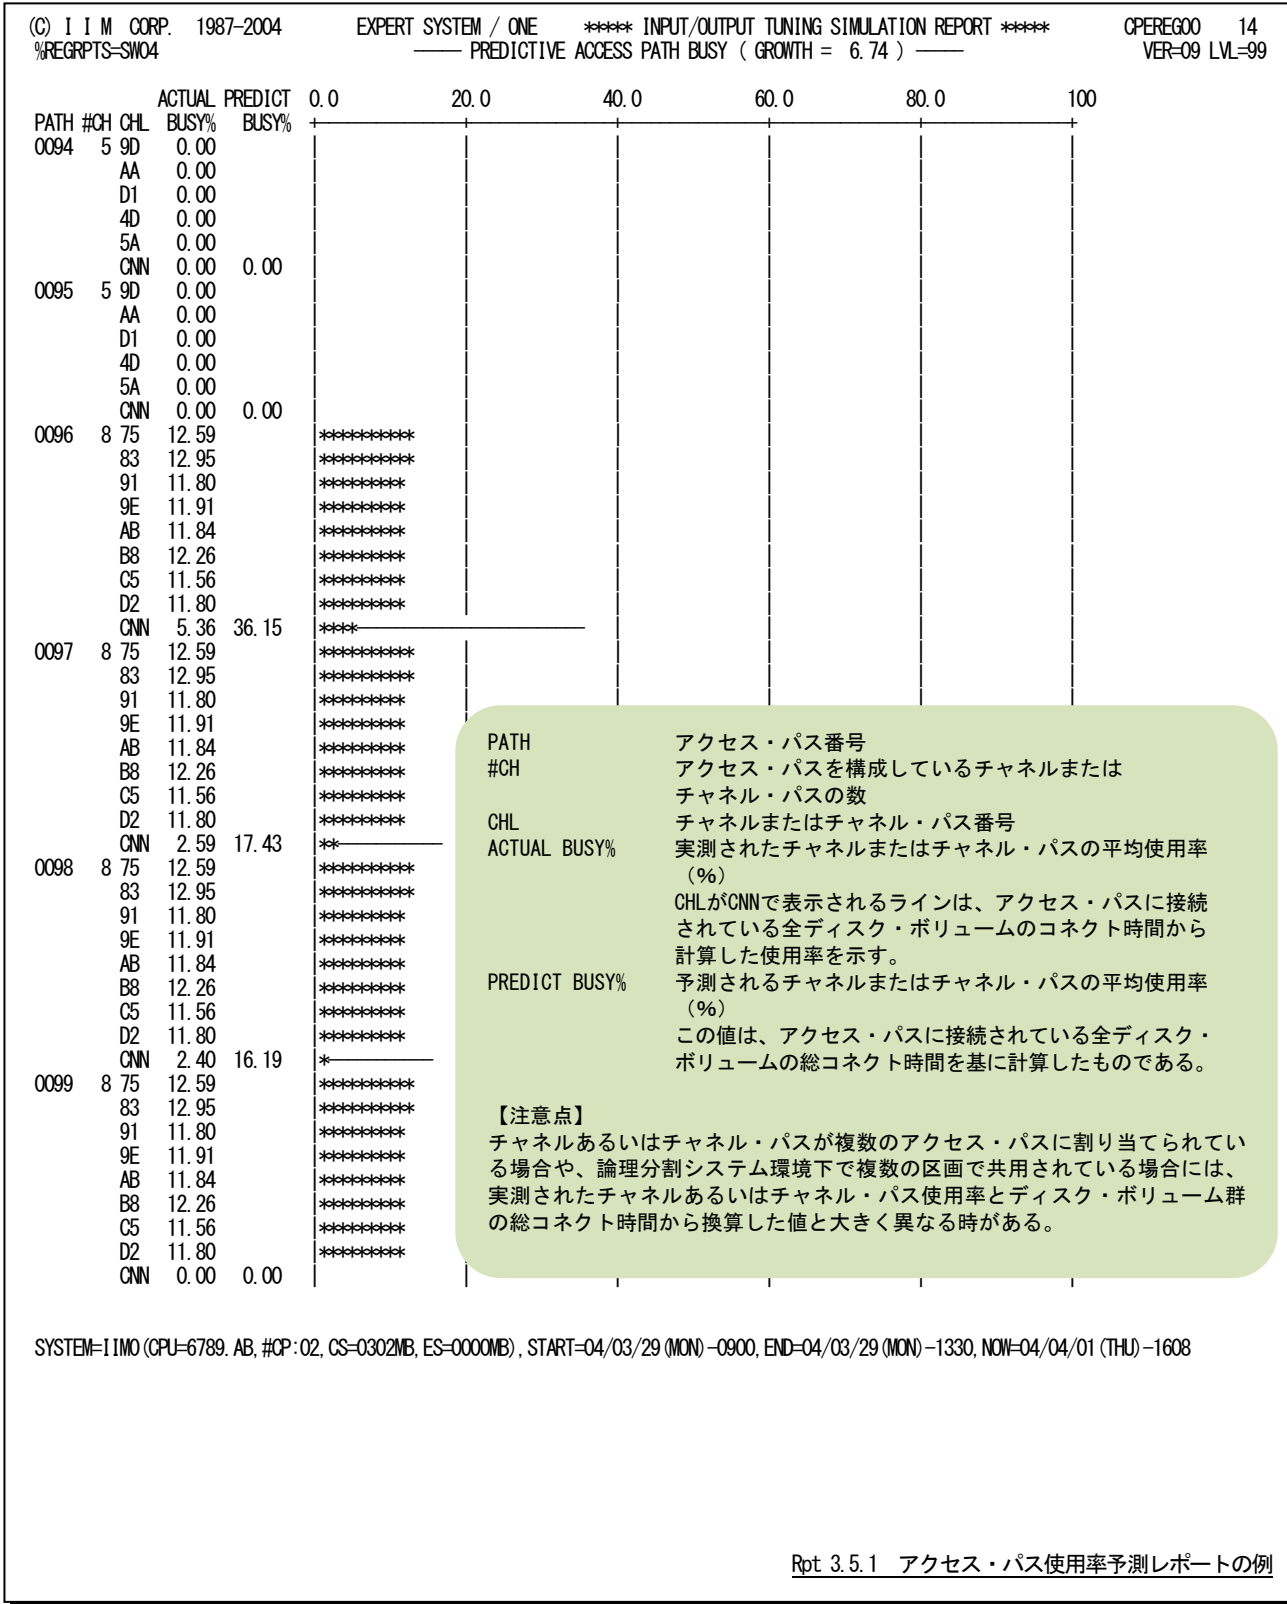 (C) I I M CORP. 1987-2004 EXPERT SYSTEM / ONE ***** INPUT/OUTPUT TUNING SIMULATION REPORT ***** CPEREG00 14
%REGRPTS=SW04 ----- PREDICTIVE ACCESS PATH BUSY ( GROWTH = 6.74 ) ----- VER=09 LVL=99
ACTUAL PREDICT 0.0 20.0 40.0 60.0 80.0 100
PATH #CH CHL BUSY% BUSY%
0094 5 9D 0.00
AA 0.00
D1 0.00
4D 0.00
5A 0.00
CNN 0.00 0.00
0095 5 9D 0.00
AA 0.00
D1 0.00
4D 0.00
5A 0.00
CNN 0.00 0.00
0096 8 75 12.59 **********
83 12.95 **********
91 11.80 *********
9E 11.91 *********
AB 11.84 *********
B8 12.26 *********
C5 11.56 *********
D2 11.80 *********
CNN 5.36 36.15 ****------------------------
0097 8 75 12.59 **********
83 12.95 **********
91 11.80 *********
9E 11.91 *********
AB 11.84 *********
B8 12.26 *********
C5 11.56 *********
D2 11.80 *********
CNN 2.59 17.43 **-----------
0098 8 75 12.59 **********
83 12.95 **********
91 11.80 *********
9E 11.91 *********
AB 11.84 *********
B8 12.26 *********
C5 11.56 *********
D2 11.80 *********
CNN 2.40 16.19 *-----------
0099 8 75 12.59 **********
83 12.95 **********
91 11.80 *********
9E 11.91 *********
AB 11.84 *********
B8 12.26 *********
C5 11.56 *********
D2 11.80 *********
CNN 0.00 0.00
PATH アクセス・パス番号
#CH アクセス・パスを構成しているチャネルまたは
チャネル・パスの数
CHL チャネルまたはチャネル・パス番号
ACTUAL BUSY% 実測されたチャネルまたはチャネル・パスの平均使用率
（%）
CHLがCNNで表示されるラインは、アクセス・パスに接続
されている全ディスク・ボリュームのコネクト時間から
計算した使用率を示す。
PREDICT BUSY% 予測されるチャネルまたはチャネル・パスの平均使用率
（%）
この値は、アクセス・パスに接続されている全ディスク・
ボリュームの総コネクト時間を基に計算したものである。
【注意点】
チャネルあるいはチャネル・パスが複数のアクセス・パスに割り当てられてい
る場合や、論理分割システム環境下で複数の区画で共用されている場合には、
実測されたチャネルあるいはチャネル・パス使用率とディスク・ボリューム群
の総コネクト時間から換算した値と大きく異なる時がある。
SYSTEM=IIMO(CPU=6789.AB,#CP:02,CS=0302MB,ES=0000MB),START=04/03/29(MON)-0900,END=04/03/29(MON)-1330,NOW=04/04/01(THU)-1608
Rpt 3.5.1 アクセス・パス使用率予測レポートの例